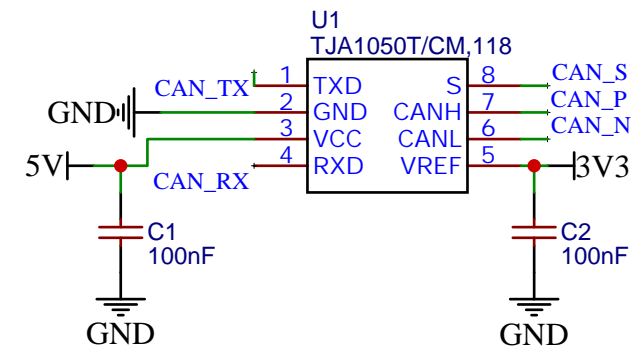 U1
TJA1050T/CM,118
CAN_TX 1 TXD S 8 CAN_S
GND 2 GND CANH 7 CAN_P
3 VCC CANL 6 CAN_N
5V 4 RXD VREF 5 3V3
CAN_RX
C1 C2
100nF 100nF
GND GND